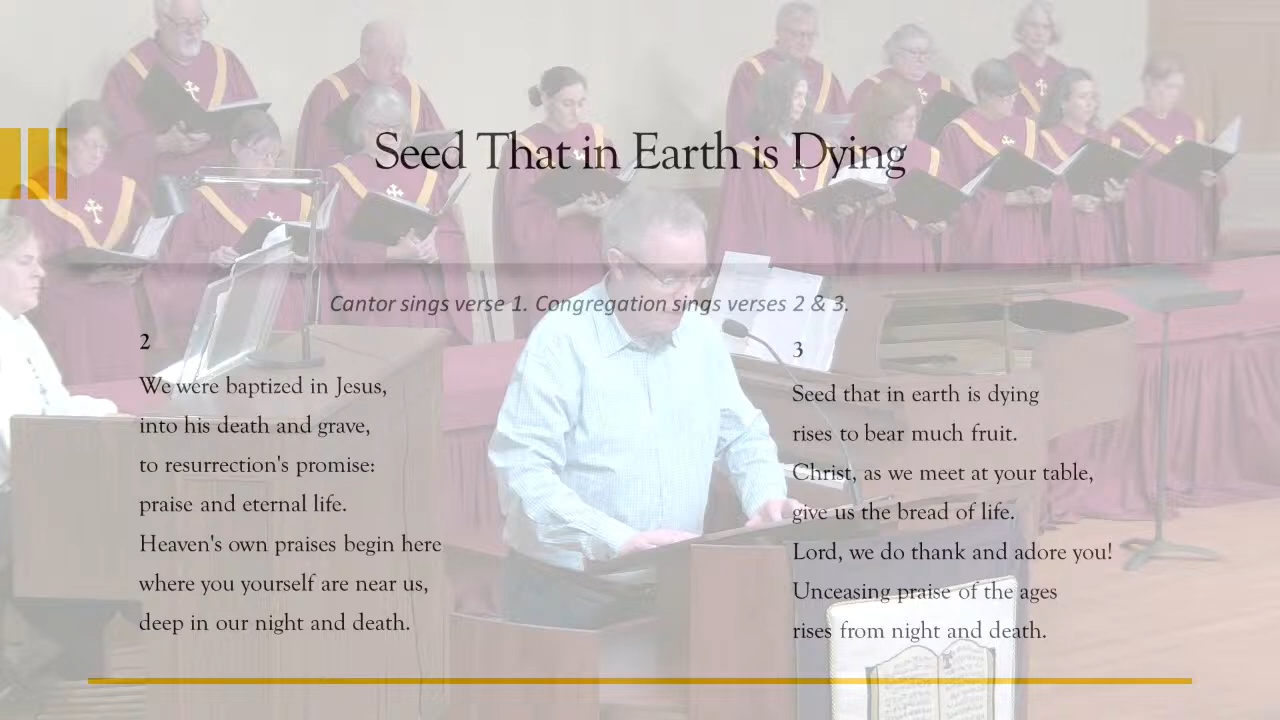 Seed That in Earth is Dying
Cantor sings verse 1. Congregation sings verses 2 & 3.
2
We were baptized in Jesus,
into his death and grave,
to resurrection's promise:
praise and eternal life.
Heaven's own praises begin here
where you yourself are near us,
deep in our night and death.
3
Seed that in earth is dying
rises to bear much fruit.
Christ, as we meet at your table,
give us the bread of life.
Lord, we do thank and adore you!
Unceasing praise of the ages
rises from night and death.